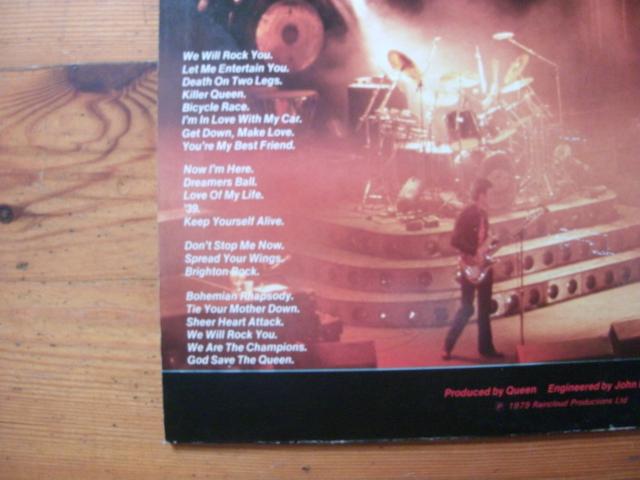 We Will Rock You.
Let Me Entertain You.
Death On Two Legs.
Killer Queen.
Bicycle Race.
I'm In Love With My Car.
Get Down, Make Love.
You're My Best Friend.
Now I'm Here.
Dreamers Ball.
Love Of My Life.
'39.
Keep Yourself Alive.
Don't Stop Me Now.
Spread Your Wings.
Brighton Rock.
Bohemian Rhapsody.
Tie Your Mother Down.
Sheer Heart Attack.
We Will Rock You.
We Are The Champions.
God Save The Queen.
Produced by Queen Engineered by John
℗ 1979 Raincloud Productions Ltd